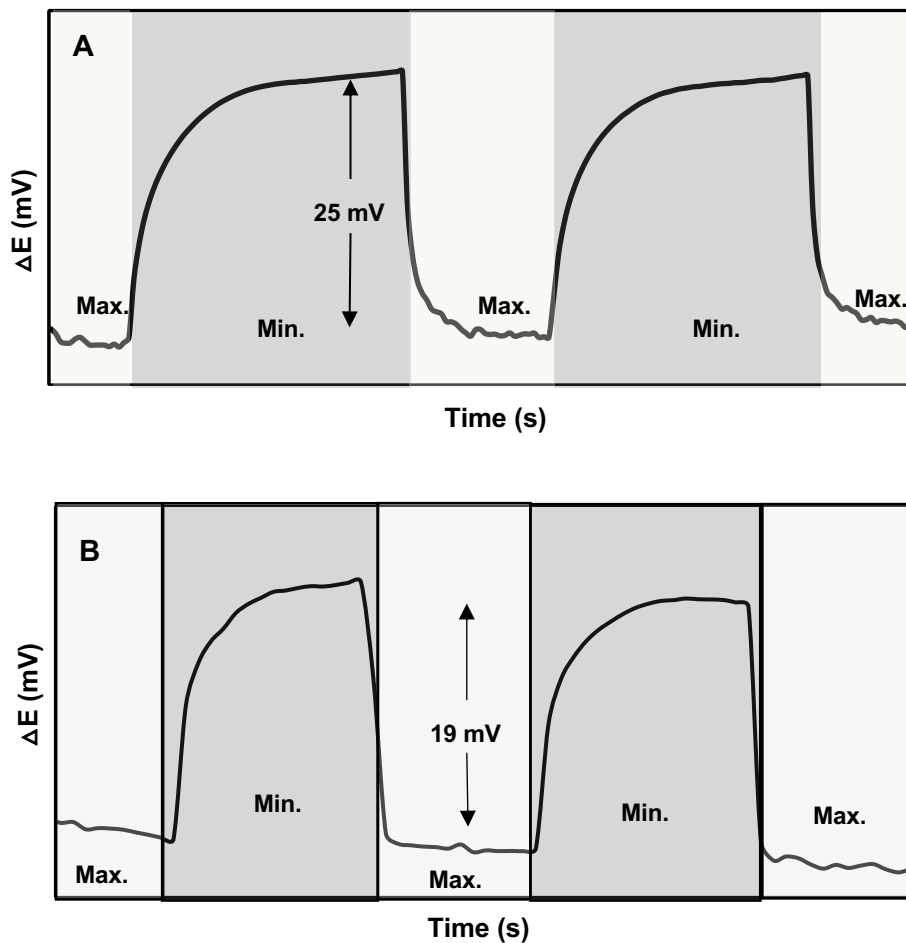 A
ΔE (mV)
25 mV
Max.
Min.
Max.
Min.
Max.
Time (s)
B
ΔE (mV)
19 mV
Min.
Min.
Max.
Max.
Max.
Time (s)